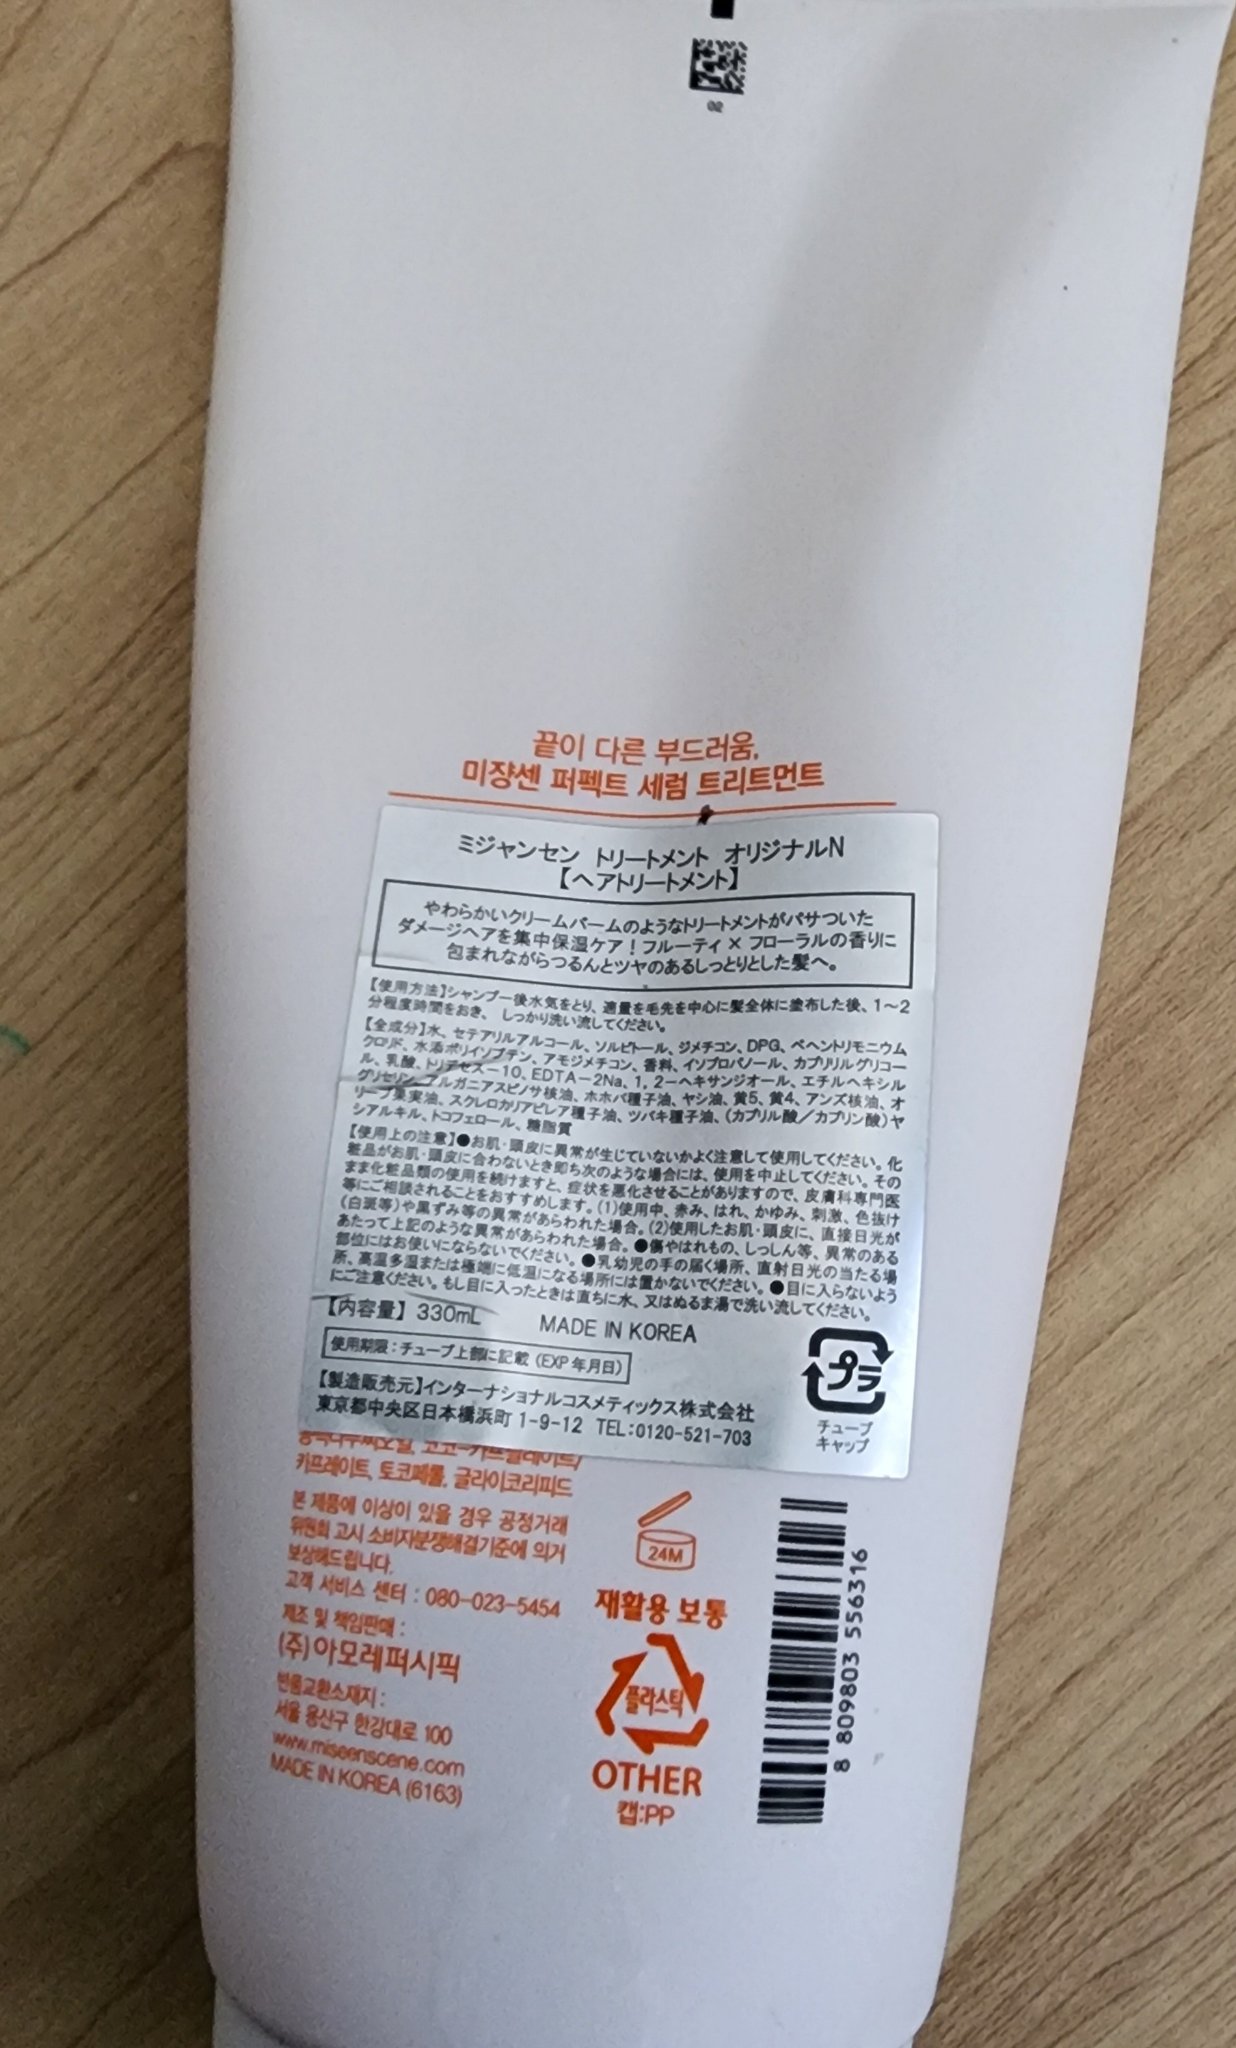 02
끝이 다른 부드러움,
미쟝센 퍼펙트 세럼 트리트먼트
ミジャンセン トリートメント オリジナルN
【ヘアトリートメント】
やわらかいクリームバームのようなトリートメントがパサついた
ダメージヘアを集中保湿ケア！フルーティ×フローラルの香りに
包まれながらつるんとツヤのあるしっとりとした髪へ。
【使用方法】シャンプー後水気をとり、適量を毛先を中心に髪全体に塗布した後、1～2
分程度時間をおき、しっかり洗い流してください。
【全成分】水、セテアリルアルコール、ソルビトール、ジメチコン、DPG、ベヘントリモニウム
クロリド、水添ポリイソブテン、アモジメチコン、香料、イソプロパノール、カプリリルグリコー
ル、乳酸、トリデセス－10、EDTA－2Na、1，2－ヘキサンジオール、エチルヘキシル
グリセリン、アルガニアスピノサ核油、ホホバ種子油、ヤシ油、黄5、黄4、アンズ核油、オ
リーブ果実油、スクレロカリアビレア種子油、ツバキ種子油、（カプリル酸／カプリン酸）ヤ
シアルキル、トコフェロール、糖脂質
【使用上の注意】●お肌・頭皮に異常が生じていないかよく注意して使用してください。化
粧品がお肌・頭皮に合わないとき即ち次のような場合には、使用を中止してください。その
まま化粧品類の使用を続けますと、症状を悪化させることがありますので、皮膚科専門医
等にご相談されることをおすすめします。(1)使用中、赤み、はれ、かゆみ、刺激、色抜け
（白斑等）や黒ずみ等の異常があらわれた場合。(2)使用したお肌・頭皮に、直接日光が
あたって上記のような異常があらわれた場合。●傷やはれもの、しっしん等、異常のある
部位にはお使いにならないでください。●乳幼児の手の届く場所、直射日光の当たる場
所、高温多湿または極端に低温になる場所には置かないでください。●目に入らないよう
にご注意ください。もし目に入ったときは直ちに水、又はぬるま湯で洗い流してください。
【内容量】330mL MADE IN KOREA
使用期限：チューブ上部に記載（EXP年月日）
【製造販売元】インターナショナルコスメティックス株式会社
東京都中央区日本橋浜町 1-9-12 TEL：0120-521-703
プラ
チューブ
キャップ
카프레이트, 토코페롤, 글라이코리피드
본 제품에 이상이 있을 경우 공정거래
위원회 고시 소비자분쟁해결기준에 의거
보상해드립니다.
고객 서비스 센터 : 080-023-5454
제조 및 책임판매 :
(주)아모레퍼시픽
반품교환소재지 :
서울 용산구 한강대로 100
www.miseenscene.com
MADE IN KOREA (6163)
24M
재활용 보통
플라스틱
OTHER
캡:PP
8 809803 556316